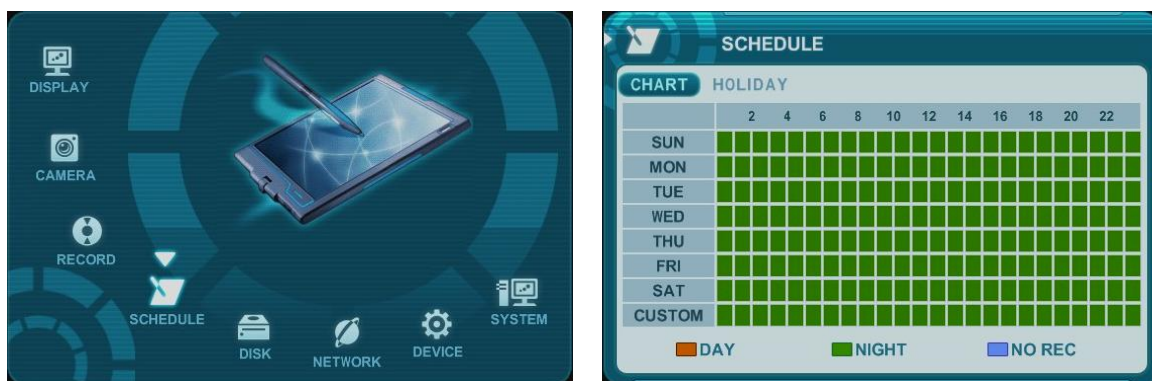 DISPLAY
CAMERA
RECORD
SCHEDULE
DISK
NETWORK
DEVICE
SYSTEM
SCHEDULE
CHART HOLIDAY
2 4 6 8 10 12 14 16 18 20 22
SUN
MON
TUE
WED
THU
FRI
SAT
CUSTOM
DAY NIGHT NO REC